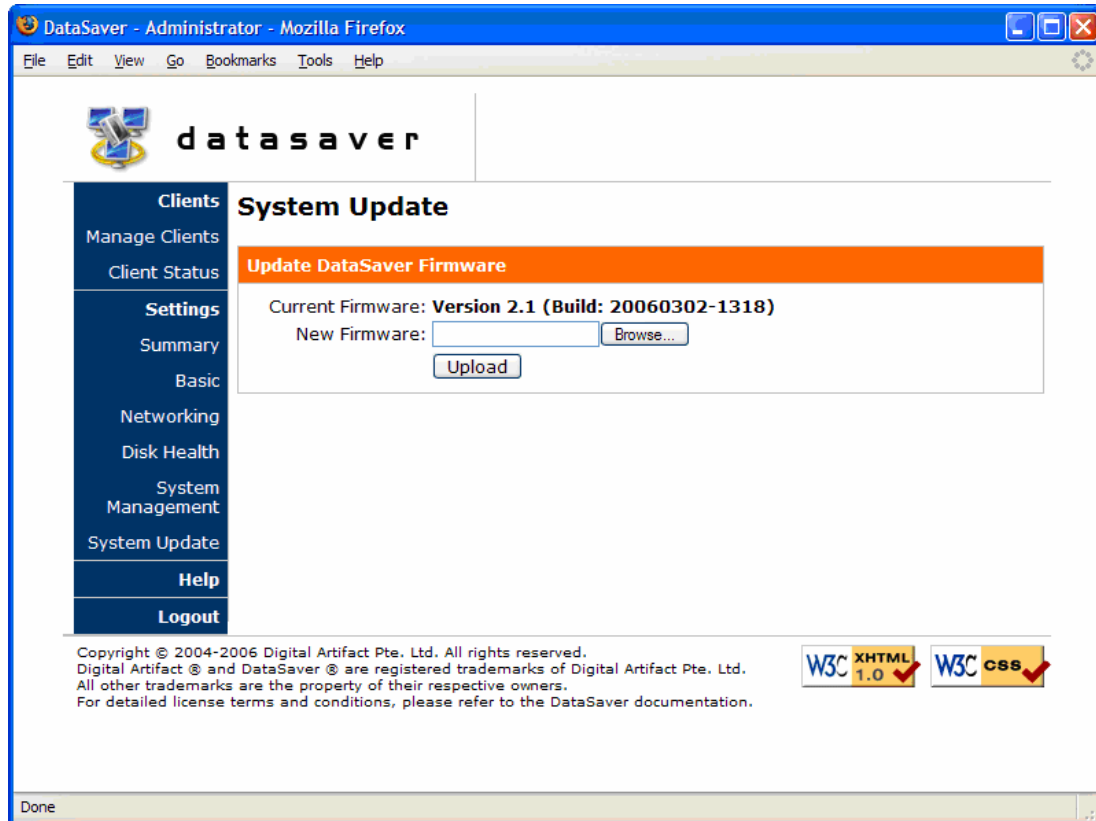 DataSaver - Administrator - Mozilla Firefox
File Edit View Go Bookmarks Tools Help
datasaver
Clients
Manage Clients
Client Status
Settings
Summary
Basic
Networking
Disk Health
System
Management
System Update
Help
Logout
System Update
Update DataSaver Firmware
Current Firmware: Version 2.1 (Build: 20060302-1318)
New Firmware: Browse...
Upload
Copyright © 2004-2006 Digital Artifact Pte. Ltd. All rights reserved.
Digital Artifact ® and DataSaver ® are registered trademarks of Digital Artifact Pte. Ltd.
All other trademarks are the property of their respective owners.
For detailed license terms and conditions, please refer to the DataSaver documentation.
W3C XHTML 1.0
W3C css
Done